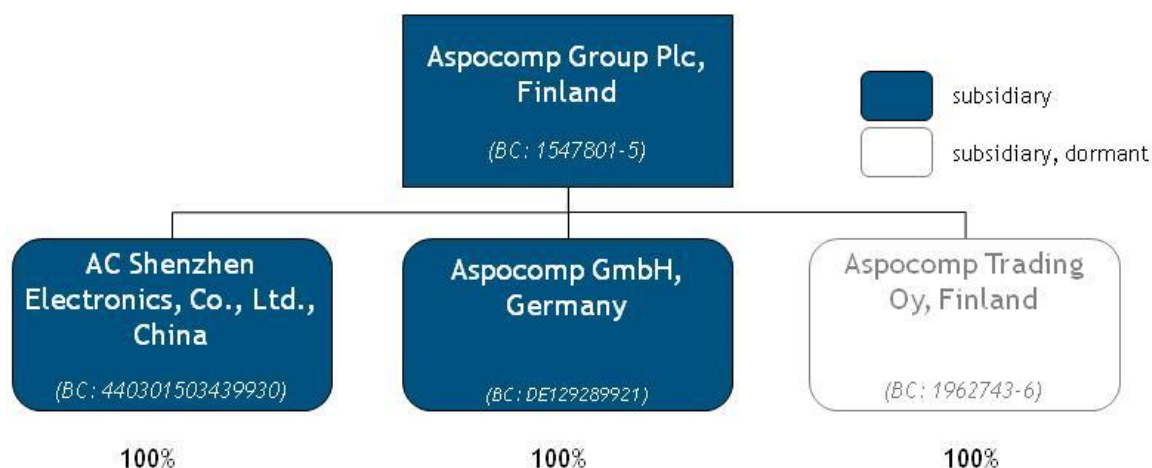 Aspocomp Group Plc,
Finland
(BC: 1547801-5)
subsidiary
subsidiary, dormant
AC Shenzhen
Electronics, Co., Ltd.,
China
(BC: 440301503439930)
Aspocomp GmbH,
Germany
(BC: DE129289921)
Aspocomp Trading
Oy, Finland
(BC: 1962743-6)
100%
100%
100%